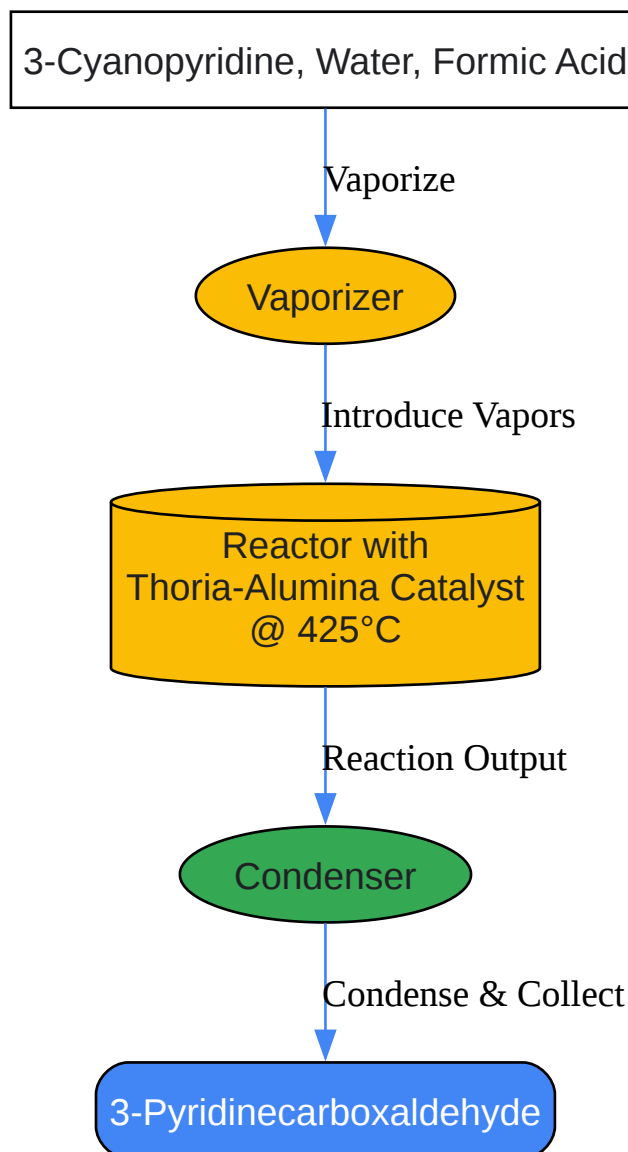 3-Cyanopyridine, Water, Formic Acid
Vaporize
Vaporizer
Introduce Vapors
Reactor with
Thoria-Alumina Catalyst
@ 425°C
Reaction Output
Condenser
Condense & Collect
3-Pyridinecarboxaldehyde